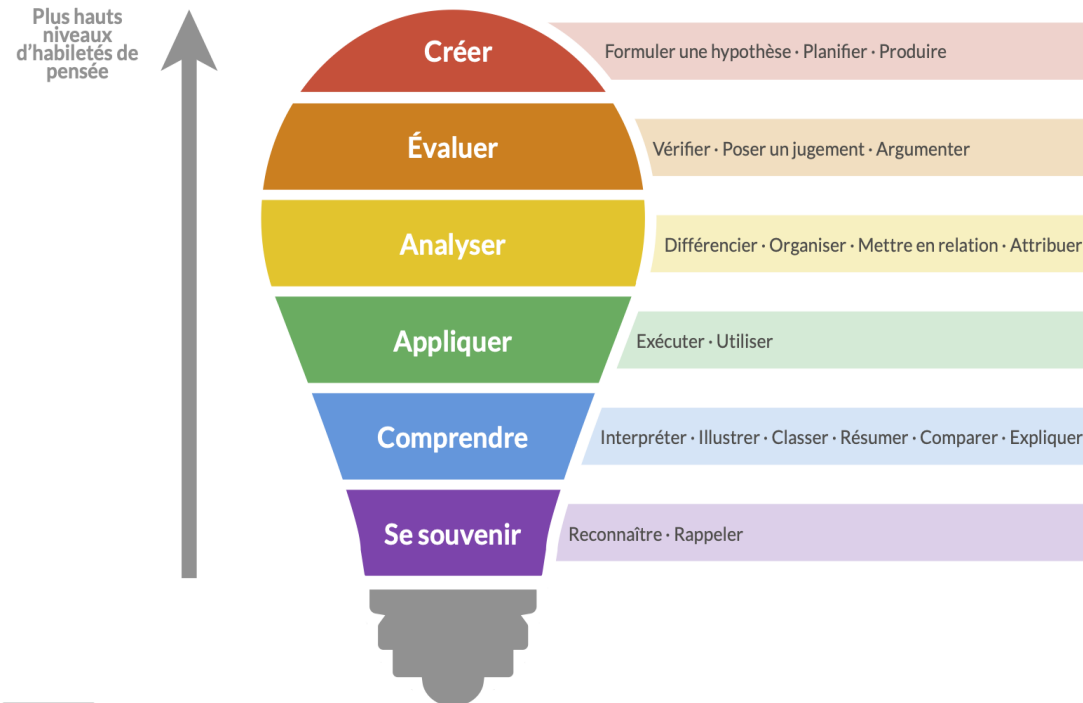 Plus hauts
niveaux
d'habiletés de
pensée
Créer
Formuler une hypothèse · Planifier · Produire
Évaluer
Vérifier · Poser un jugement · Argumenter
Analyser
Différencier · Organiser · Mettre en relation · Attribuer
Appliquer
Exécuter · Utiliser
Comprendre
Interpréter · Illustrer · Classer · Résumer · Comparer · Expliquer
Se souvenir
Reconnaître · Rappeler